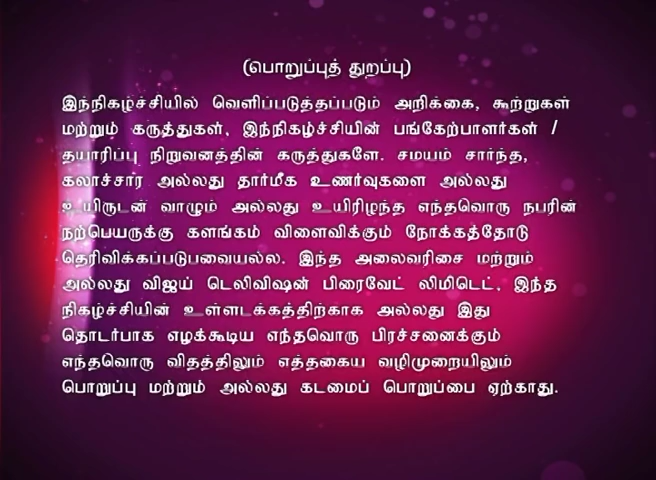 (பொறுப்புத் துறப்பு)
இந்நிகழ்ச்சியில் வெளிப்படுத்தப்படும் அறிக்கை, கூற்றுகள்
மற்றும் கருத்துகள், இந்நிகழ்ச்சியின் பங்கேற்பாளர்கள் /
தயாரிப்பு நிறுவனத்தின் கருத்துகளே. சமயம் சார்ந்த,
கலாச்சார அல்லது தார்மீக உணர்வுகளை அல்லது
உயிருடன் வாழும் அல்லது உயிரிழந்த எந்தவொரு நபரின்
நற்பெயருக்கு களங்கம் விளைவிக்கும் நோக்கத்தோடு
தெரிவிக்கப்படுபவையல்ல. இந்த அலைவரிசை மற்றும்
அல்லது விஜய் டெலிவிஷன் பிரைவேட் லிமிடெட், இந்த
நிகழ்ச்சியின் உள்ளடக்கத்திற்காக அல்லது இது
தொடர்பாக எழக்கூடிய எந்தவொரு பிரச்சனைக்கும்
எந்தவொரு விதத்திலும் எத்தகைய வழிமுறையிலும்
பொறுப்பு மற்றும் அல்லது கடமைப் பொறுப்பை ஏற்காது.